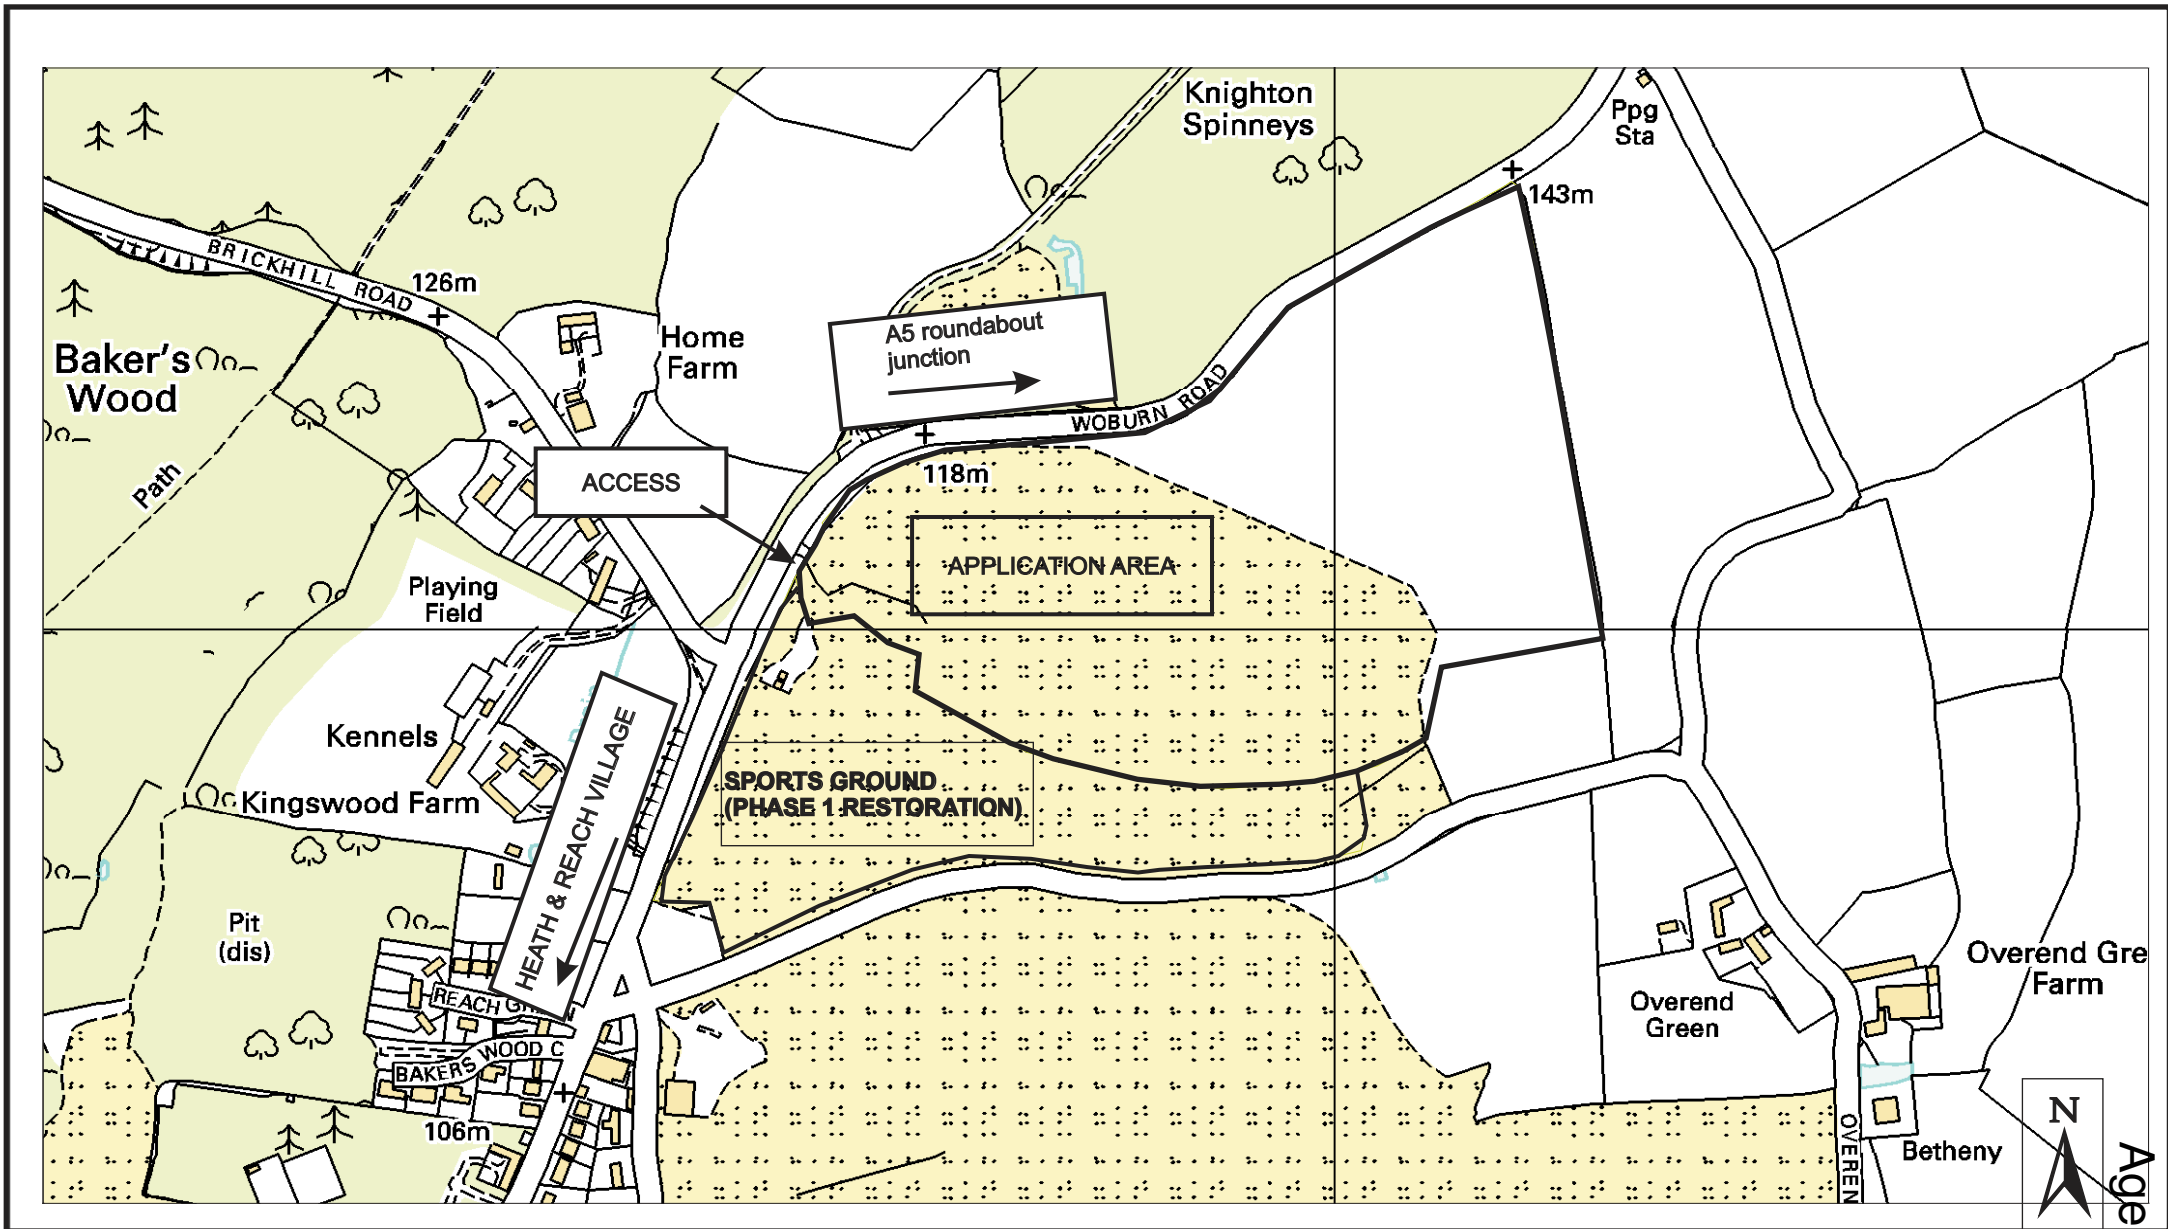 Knighton
Spinneys
Ppg
Sta
143m
BRICKHILL ROAD
126m
Home
Farm
A5 roundabout
junction
Baker's
Wood
WOBURN ROAD
118m
ACCESS
Path
APPLICATION AREA
Playing
Field
Kennels
HEATH & REACH VILLAGE
SPORTS GROUND
(PHASE 1 RESTORATION)
Kingswood Farm
Pit
(dis)
REACH G
BAKERS WOOD C
106m
Overend
Green
Overend Gre
Farm
Betheny
OVEREN
N
Age